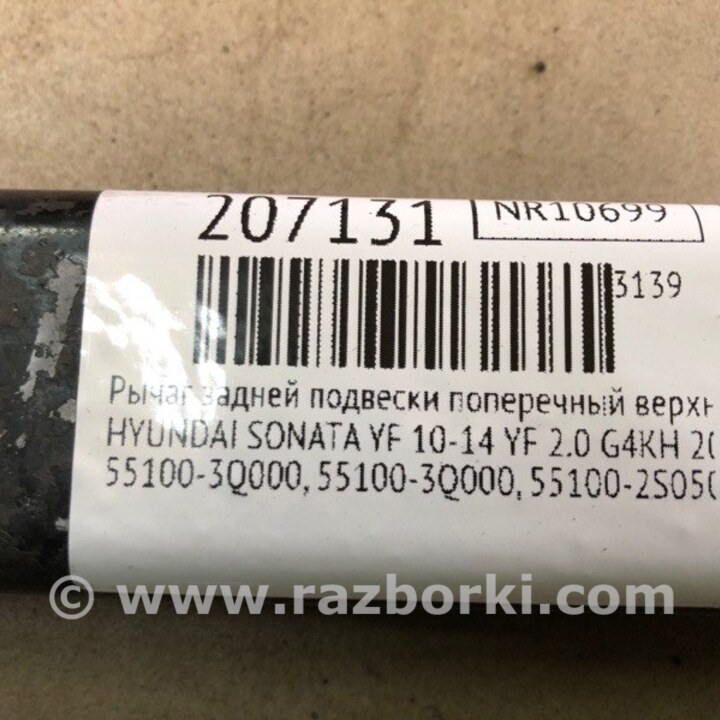 207131
NR10699
3139
Рычаг задней подвески поперечный верхн
HYUNDAI SONATA YF 10-14 YF 2.0 G4KH 20
55100-3Q000, 55100-3Q000, 55100-2S050
© www.razborki.com